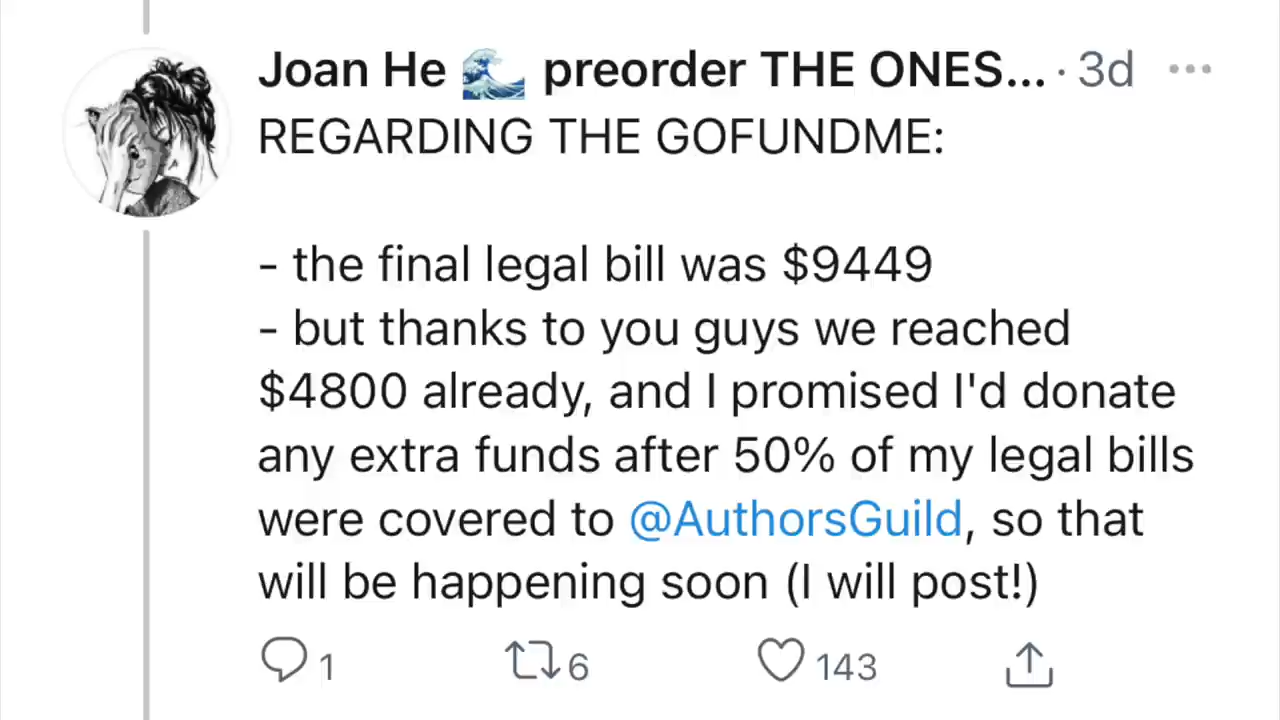 Joan He 🌊 preorder THE ONES... · 3d
REGARDING THE GOFUNDME:
- the final legal bill was $9449
- but thanks to you guys we reached
$4800 already, and I promised I'd donate
any extra funds after 50% of my legal bills
were covered to @AuthorsGuild, so that
will be happening soon (I will post!)
1 6 143